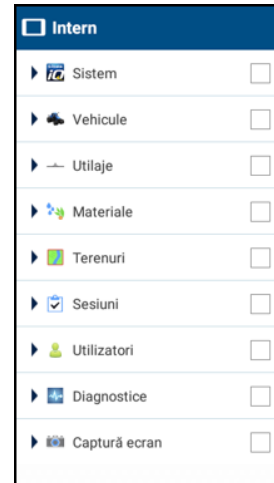 Intern
Sistem
Vehicule
Utilaje
Materiale
Terenuri
Sesiuni
Utilizatori
Diagnostice
Captură ecran